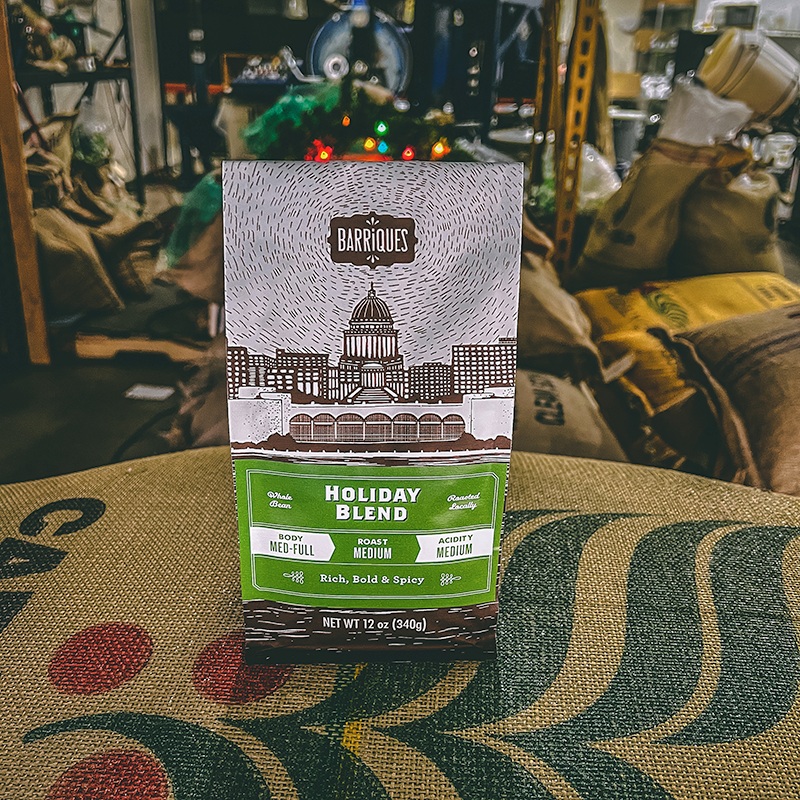 BARRIQUES
Whole
Bean
HOLIDAY
BLEND
Roasted
Locally
BODY
MED-FULL
ROAST
MEDIUM
ACIDITY
MEDIUM
Rich, Bold & Spicy
NET WT 12 oz (340g)